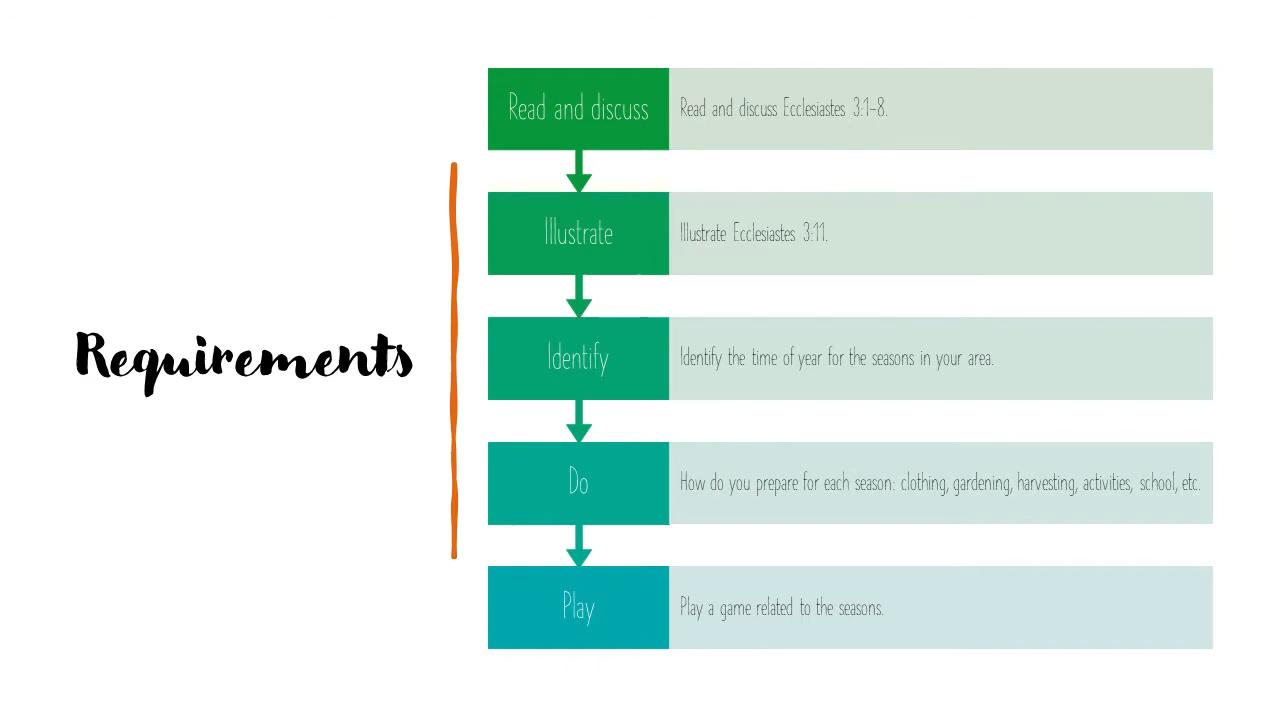 Requirements
Read and discuss
Read and discuss Ecclesiastes 3:1-8.
Illustrate
Illustrate Ecclesiastes 3:11.
Identify
Identify the time of year for the seasons in your area.
Do
How do you prepare for each season: clothing, gardening, harvesting, activities, school, etc.
Play
Play a game related to the seasons.